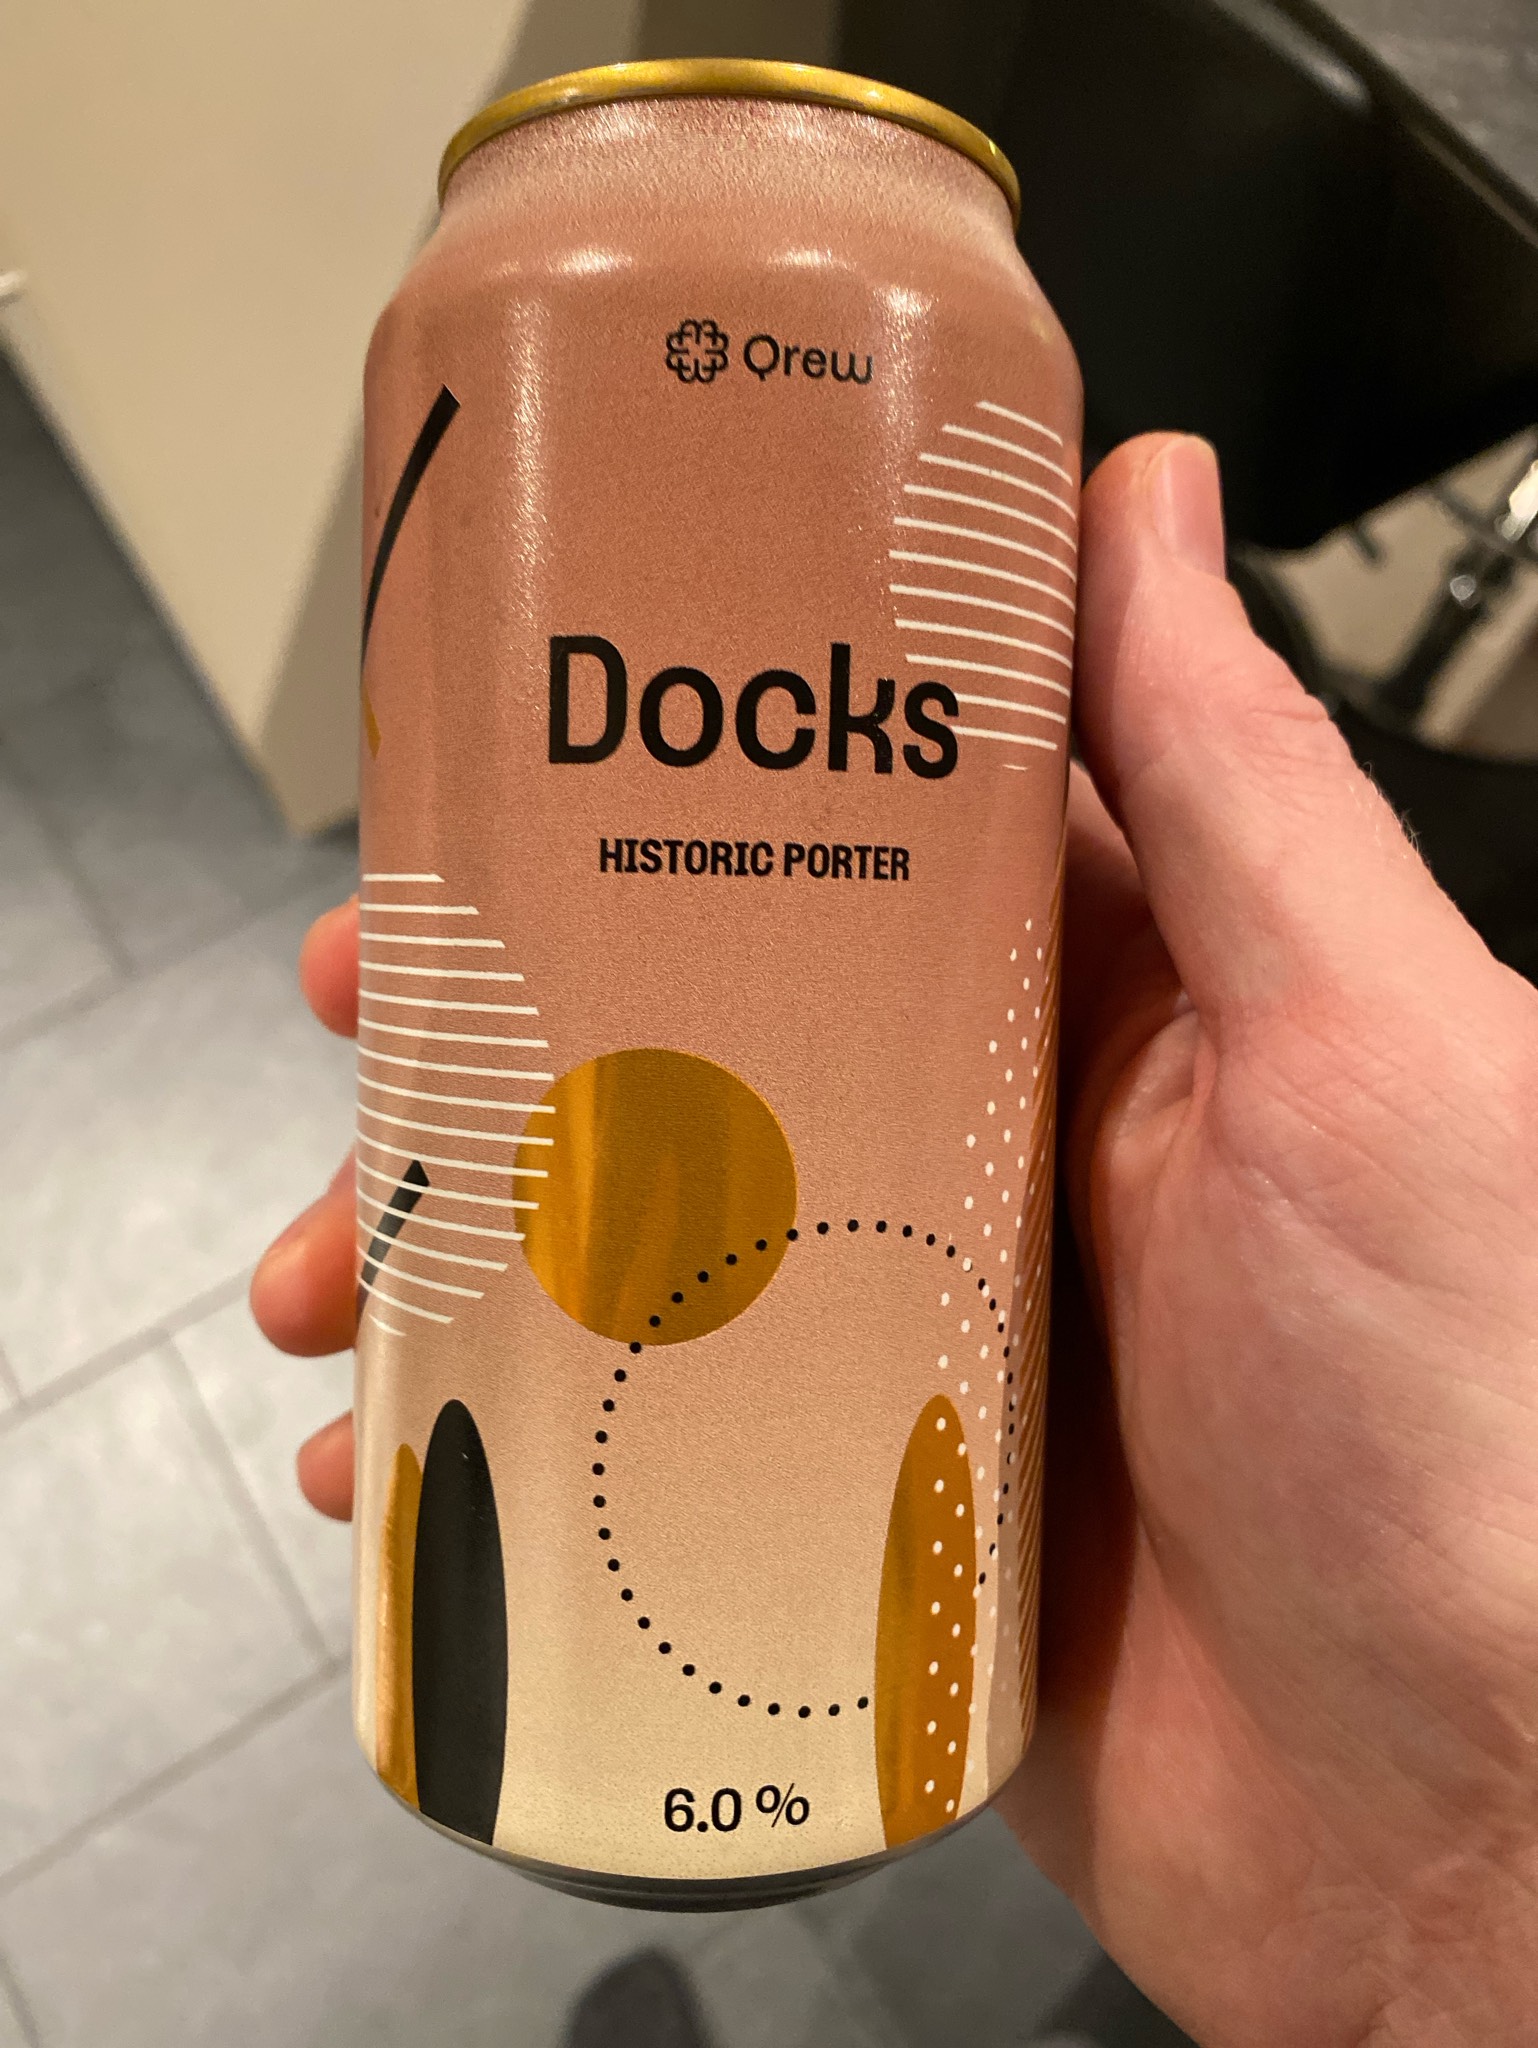 Qrew
Docks
HISTORIC PORTER
6.0 %